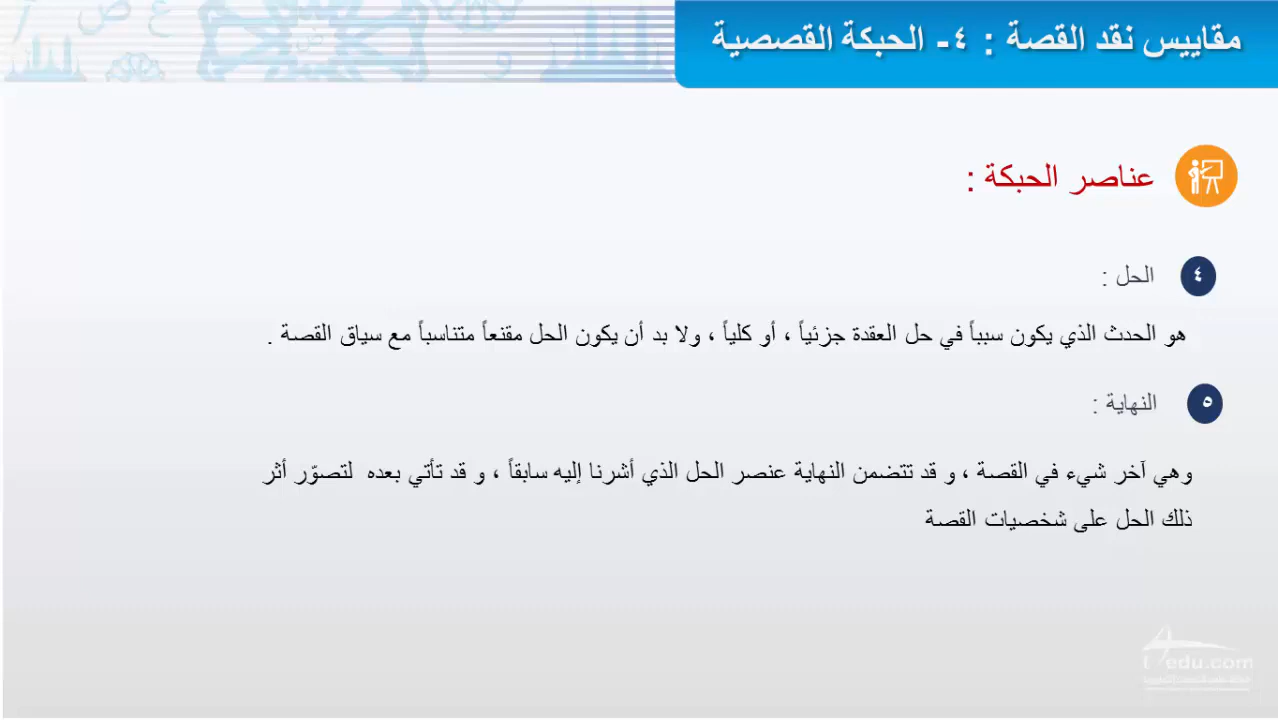 مقاييس نقد القصة : ٤- الحبكة القصصية
عناصر الحبكة :
٤
الحل :
هو الحدث الذي يكون سبباً في حل العقدة جزئياً ، أو كلياً ، ولا بد أن يكون الحل مقنعاً متناسباً مع سياق القصة .
٥
النهاية :
وهي آخر شيء في القصة ، و قد تتضمن النهاية عنصر الحل الذي أشرنا إليه سابقاً ، و قد تأتي بعده لتصوّر أثر
ذلك الحل على شخصيات القصة